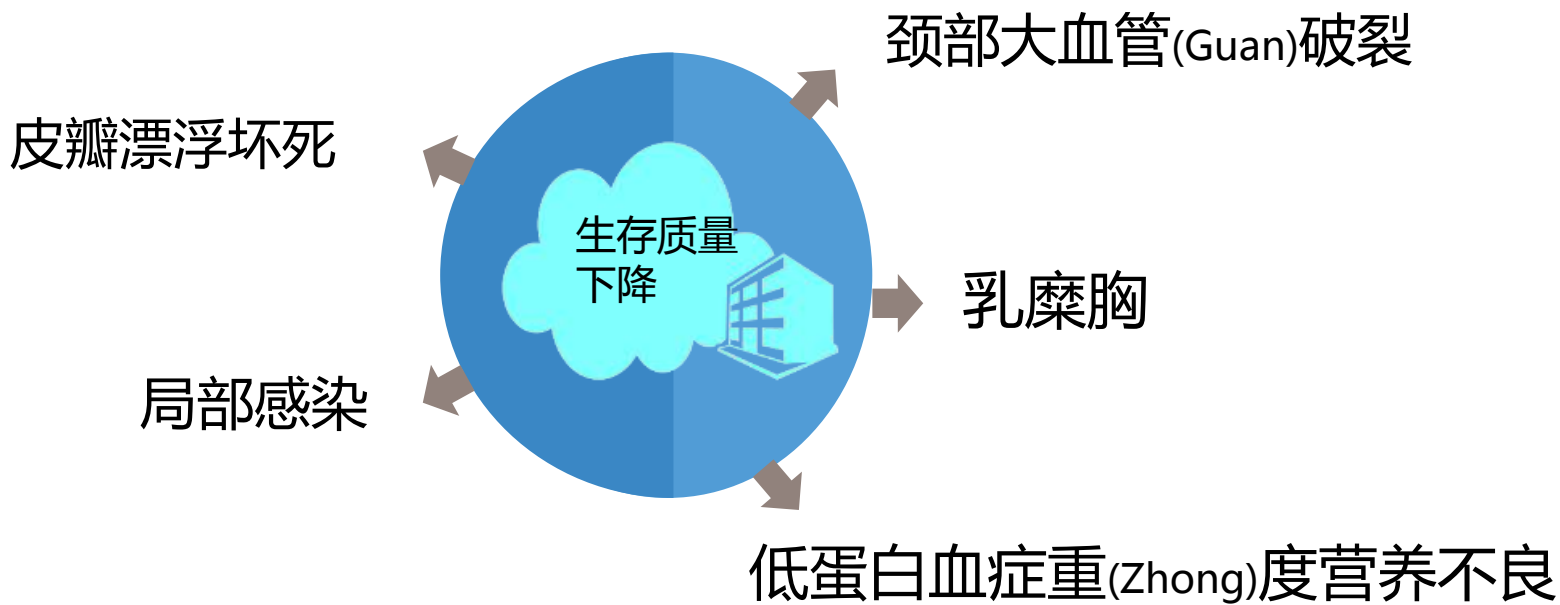 颈部大血管(Guan)破裂
皮瓣漂浮坏死
生存质量
下降
乳糜胸
局部感染
低蛋白血症重(Zhong)度营养不良